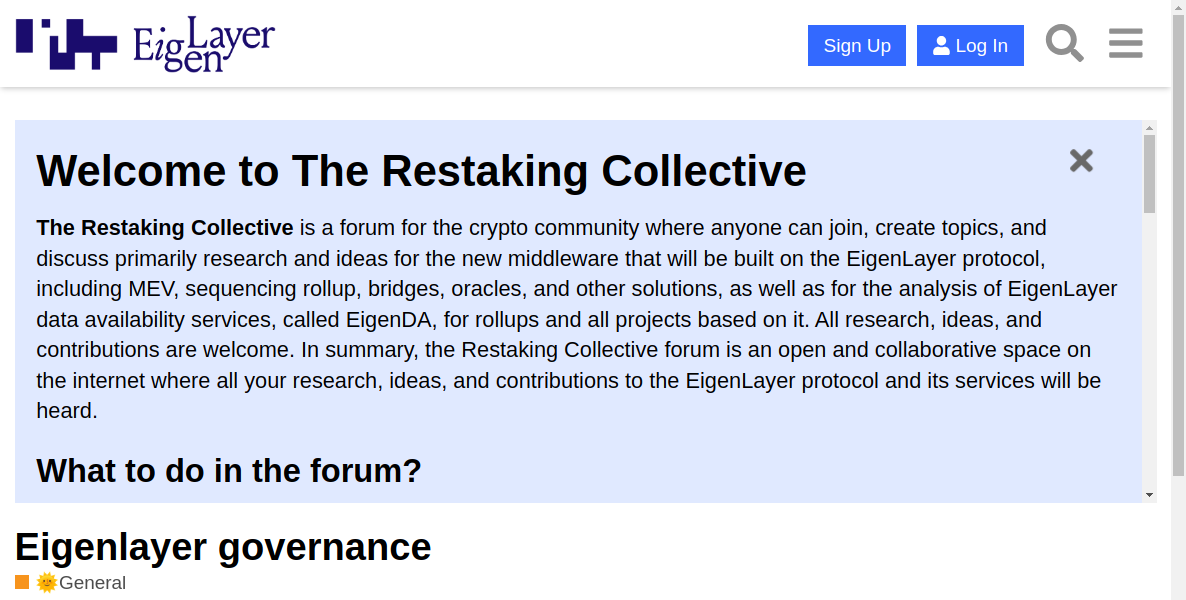 EigenLayer
Sign Up
Log In
Welcome to The Restaking Collective
The Restaking Collective is a forum for the crypto community where anyone can join, create topics, and
discuss primarily research and ideas for the new middleware that will be built on the EigenLayer protocol,
including MEV, sequencing rollup, bridges, oracles, and other solutions, as well as for the analysis of EigenLayer
data availability services, called EigenDA, for rollups and all projects based on it. All research, ideas, and
contributions are welcome. In summary, the Restaking Collective forum is an open and collaborative space on
the internet where all your research, ideas, and contributions to the EigenLayer protocol and its services will be
heard.
What to do in the forum?
Eigenlayer governance
🌞General